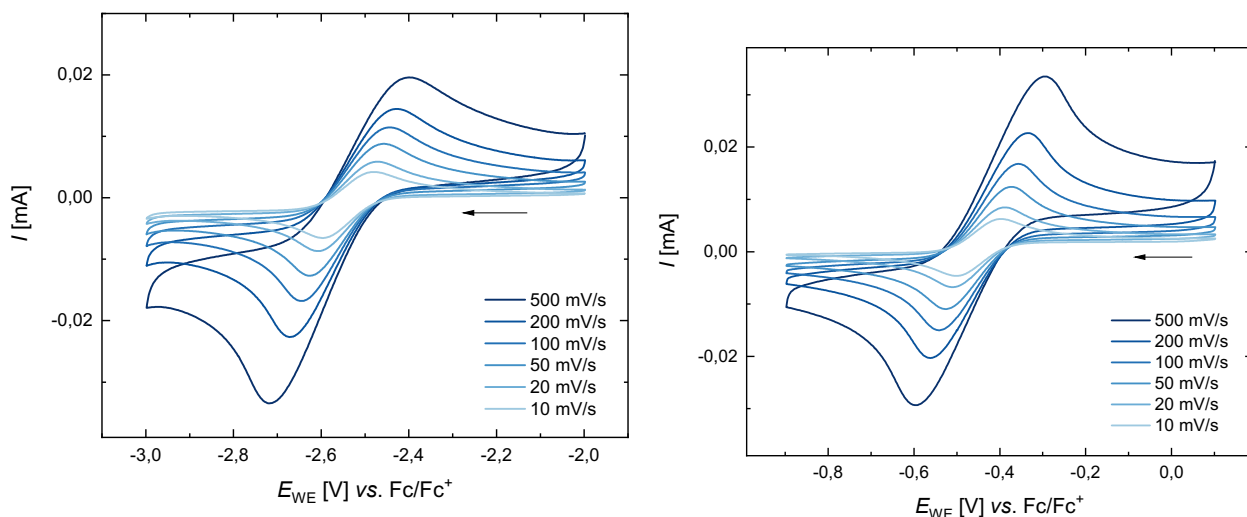 0,02
0,00
-0,02
I [mA]
500 mV/s
200 mV/s
100 mV/s
50 mV/s
20 mV/s
10 mV/s
-3,0 -2,8 -2,6 -2,4 -2,2 -2,0
E_WE [V] vs. Fc/Fc⁺
0,02
0,00
-0,02
I [mA]
500 mV/s
200 mV/s
100 mV/s
50 mV/s
20 mV/s
10 mV/s
-0,8 -0,6 -0,4 -0,2 0,0
E_WE [V] vs. Fc/Fc⁺